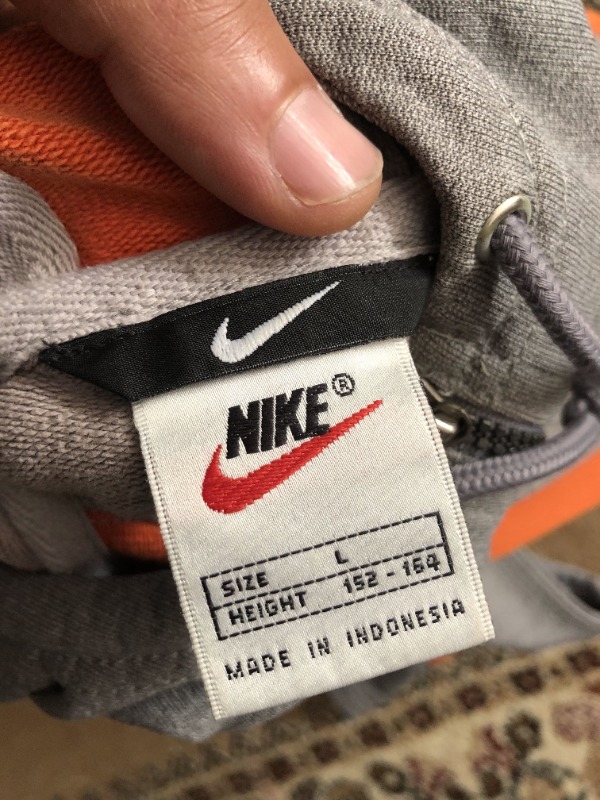 NIKE®
SIZE L
HEIGHT 152 - 164
MADE IN INDONESIA